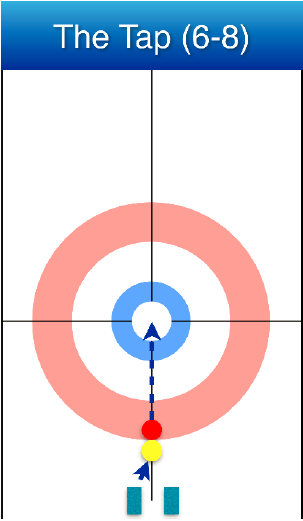 The Tap (6-8)